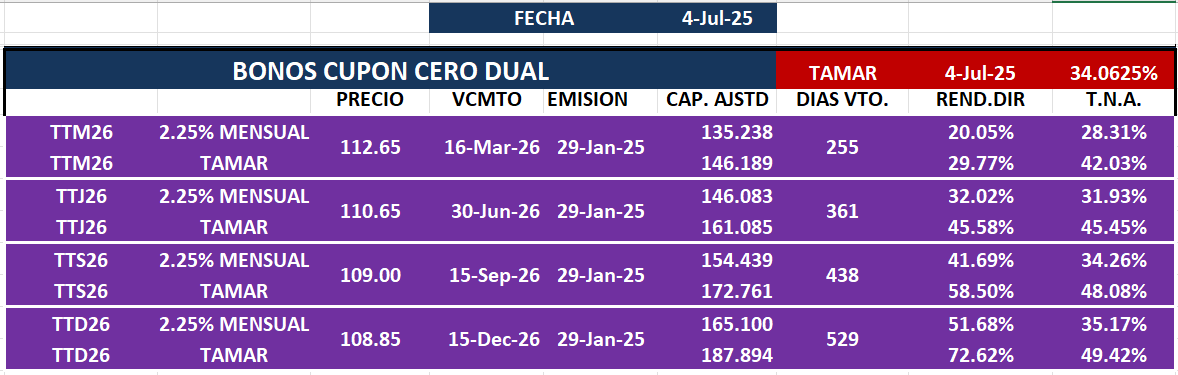 FECHA 4-Jul-25
BONOS CUPON CERO DUAL TAMAR 4-Jul-25 34.0625%
PRECIO VCMTO EMISION CAP. AJSTD DIAS VTO. REND.DIR T.N.A.
TTM26 2.25% MENSUAL 135.238 20.05% 28.31%
112.65 16-Mar-26 29-Jan-25 255
TTM26 TAMAR 146.189 29.77% 42.03%
TTJ26 2.25% MENSUAL 146.083 32.02% 31.93%
110.65 30-Jun-26 29-Jan-25 361
TTJ26 TAMAR 161.085 45.58% 45.45%
TTS26 2.25% MENSUAL 154.439 41.69% 34.26%
109.00 15-Sep-26 29-Jan-25 438
TTS26 TAMAR 172.761 58.50% 48.08%
TTD26 2.25% MENSUAL 165.100 51.68% 35.17%
108.85 15-Dec-26 29-Jan-25 529
TTD26 TAMAR 187.894 72.62% 49.42%